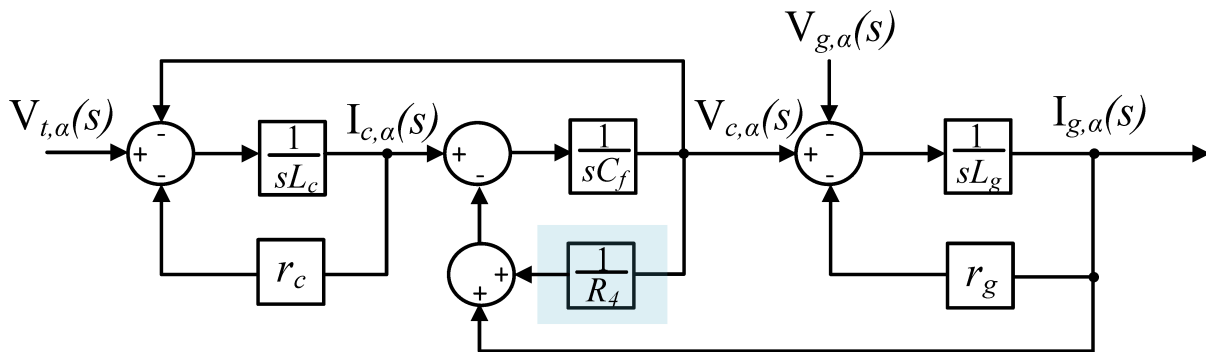 V_{g,α}(s)
V_{t,α}(s)
I_{c,α}(s)
V_{c,α}(s)
I_{g,α}(s)
+ - -
1/sL_c
+ -
1/sC_f
+ - -
1/sL_g
r_c
+ +
1/R_4
r_g